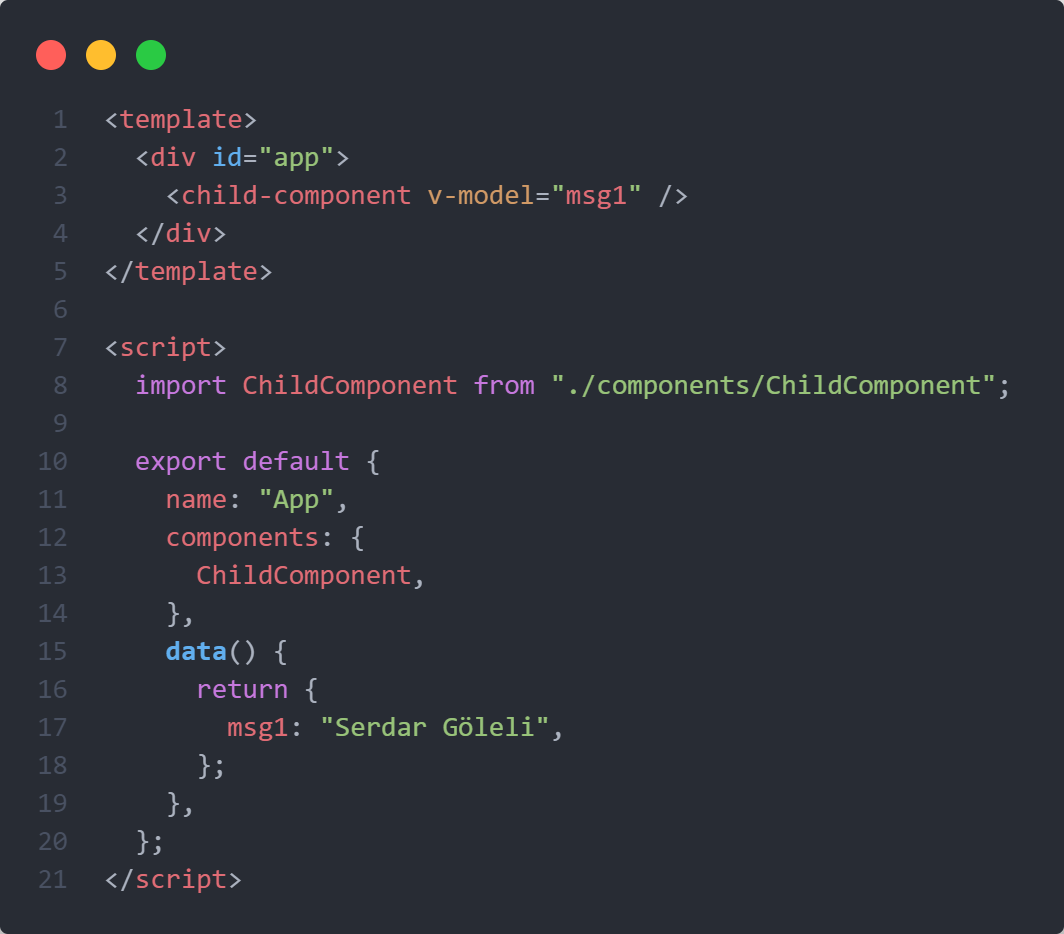 1 <template>
2   <div id="app">
3     <child-component v-model="msg1" />
4   </div>
5 </template>
6
7 <script>
8   import ChildComponent from "./components/ChildComponent";
9
10   export default {
11     name: "App",
12     components: {
13       ChildComponent,
14     },
15     data() {
16       return {
17         msg1: "Serdar Göleli",
18       };
19     },
20   };
21 </script>